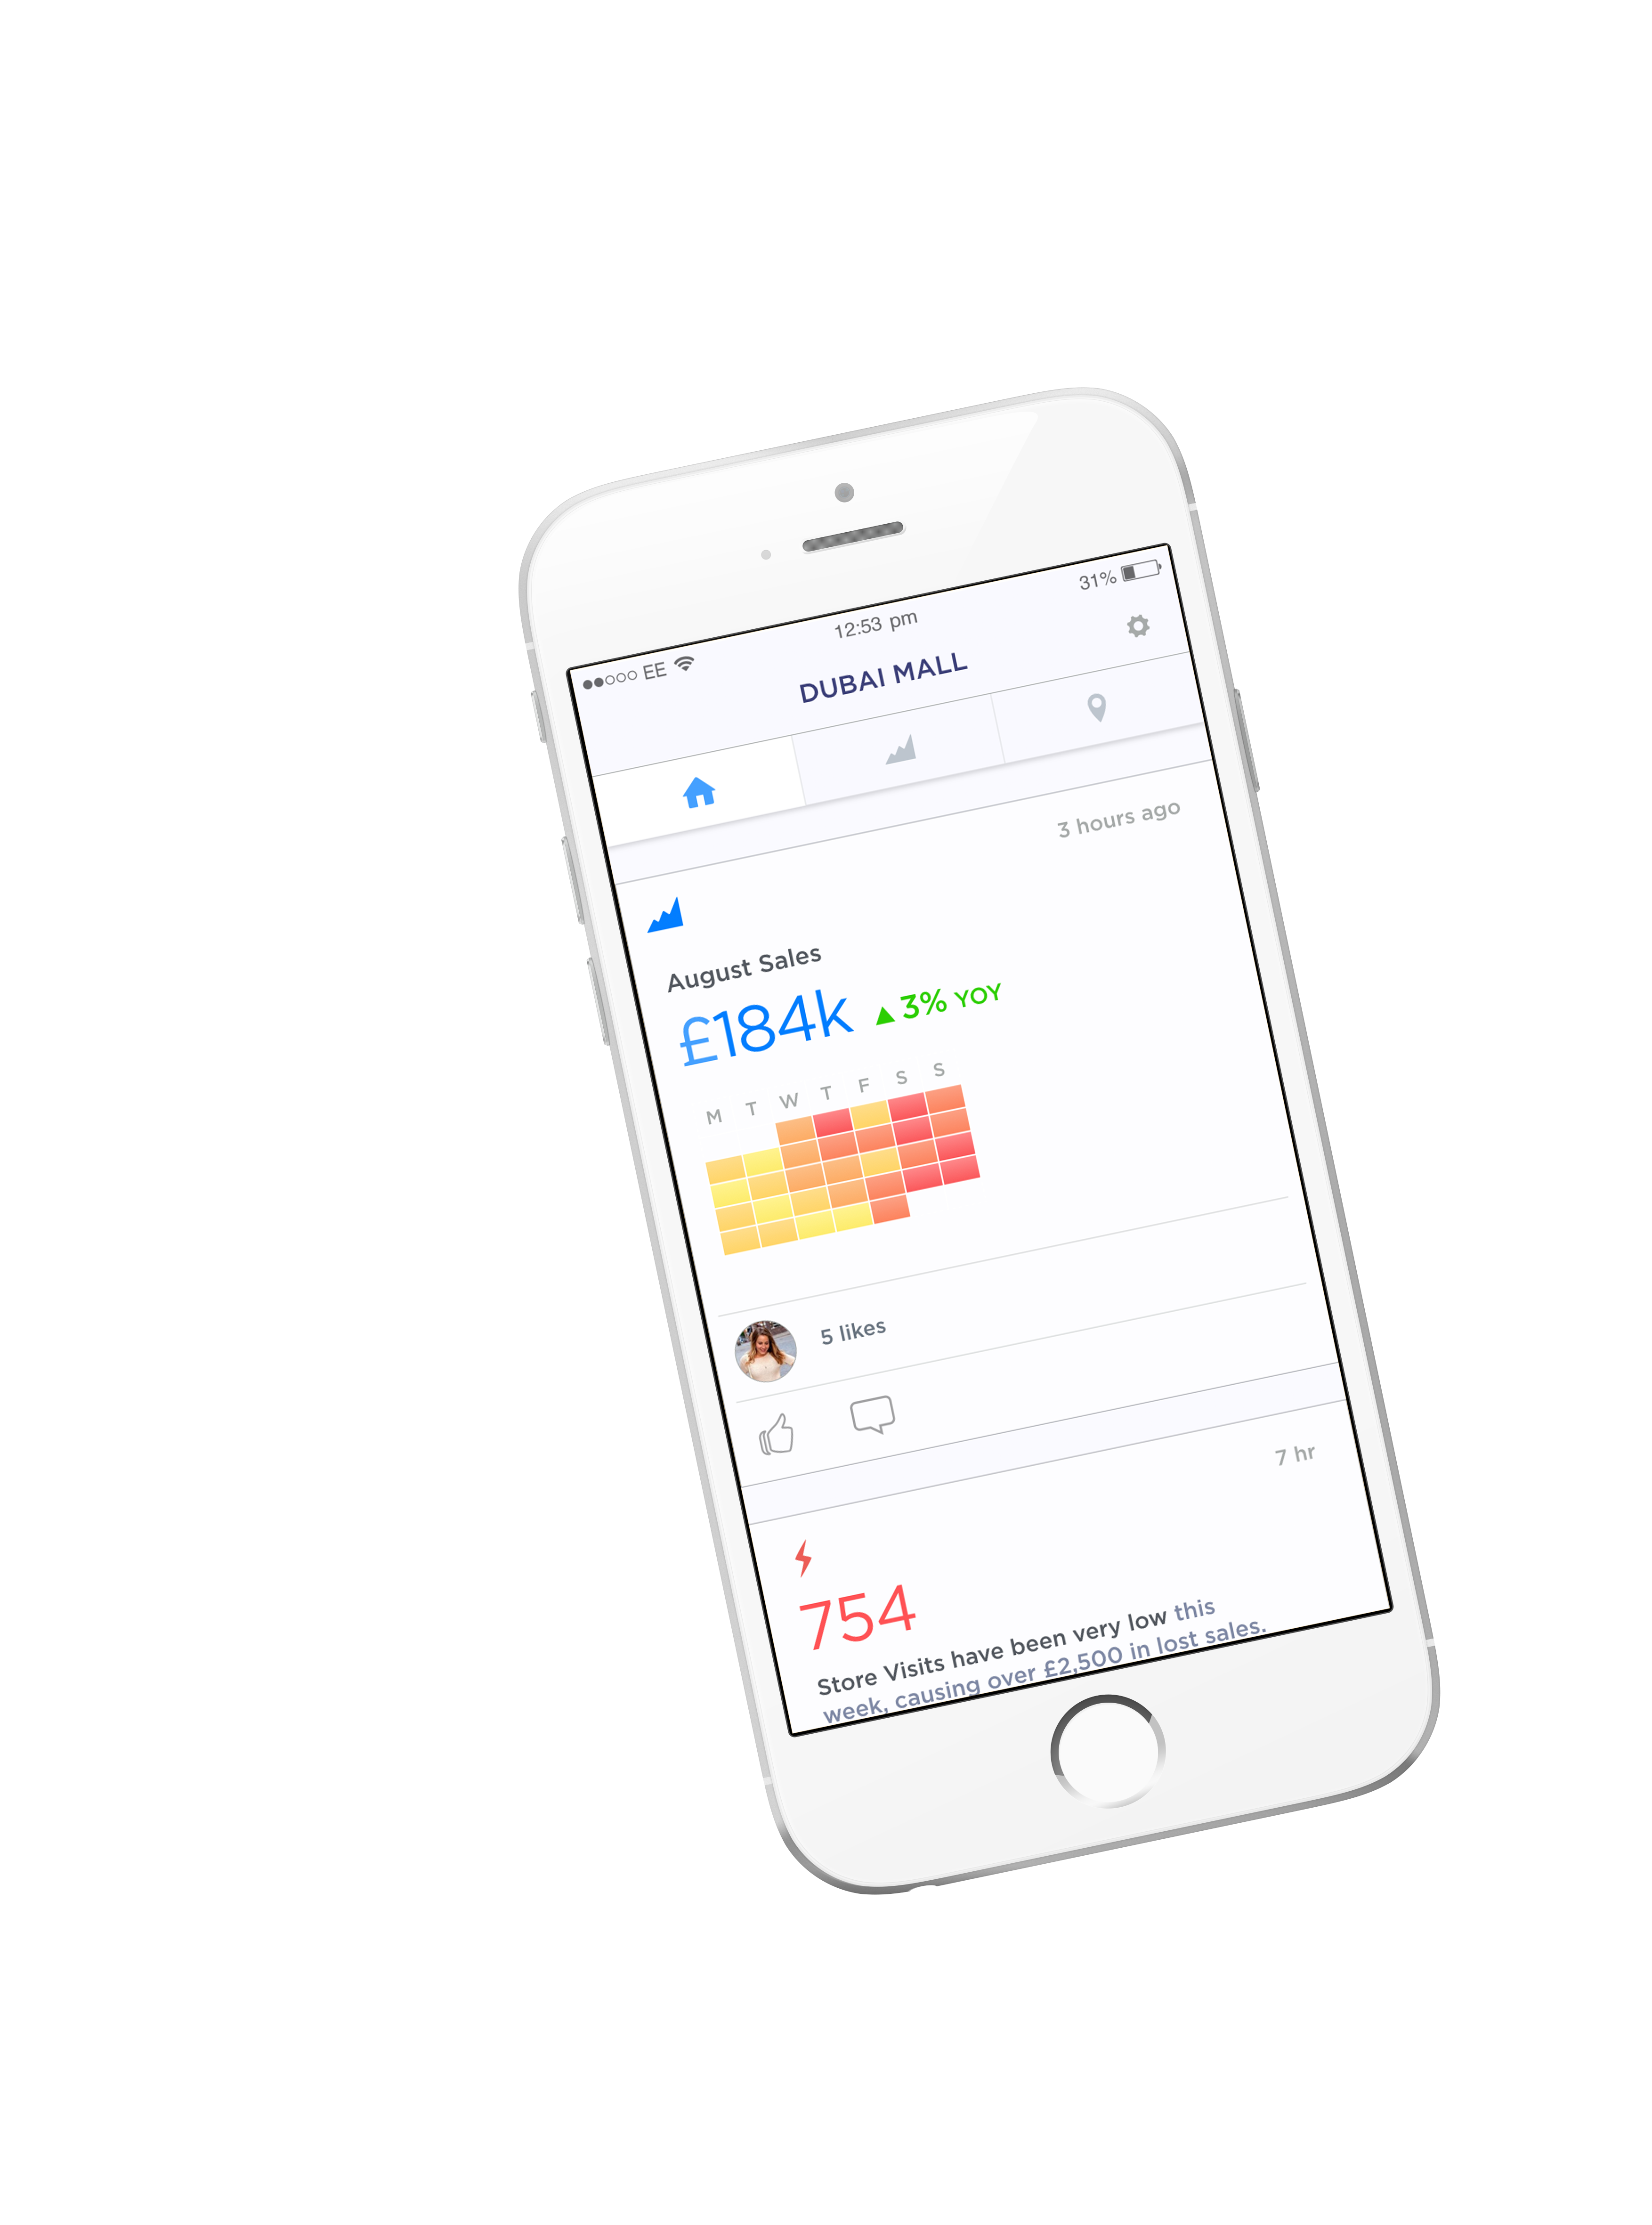 EE
12:53 pm
31%
DUBAI MALL
3 hours ago
August Sales
£184k ▲3% YOY
M T W T F S S
5 likes
7 hr
754
Store Visits have been very low this
week, causing over £2,500 in lost sales.